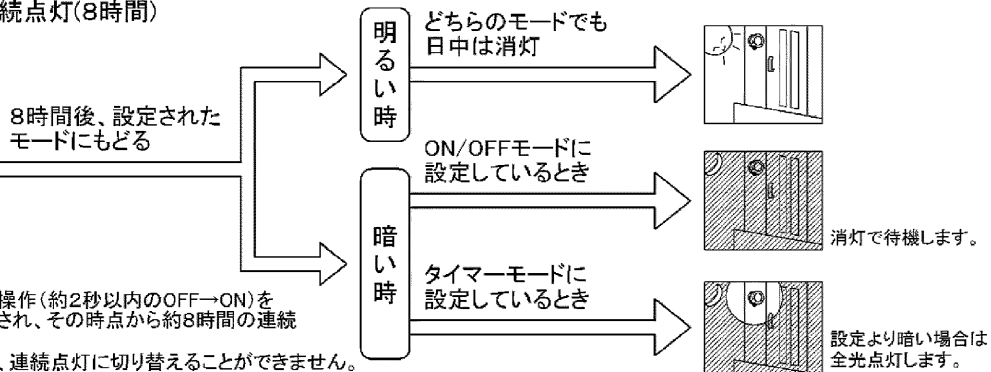 続点灯(8時間)
8時間後、設定された
モードにもどる
明るい時
どちらのモードでも
日中は消灯
暗い時
ON/OFFモードに
設定しているとき
消灯で待機します。
タイマーモードに
設定しているとき
設定より暗い場合は
全光点灯します。
操作(約2秒以内のOFF→ON)を
され、その時点から約8時間の連続
、連続点灯に切り替えることができません。